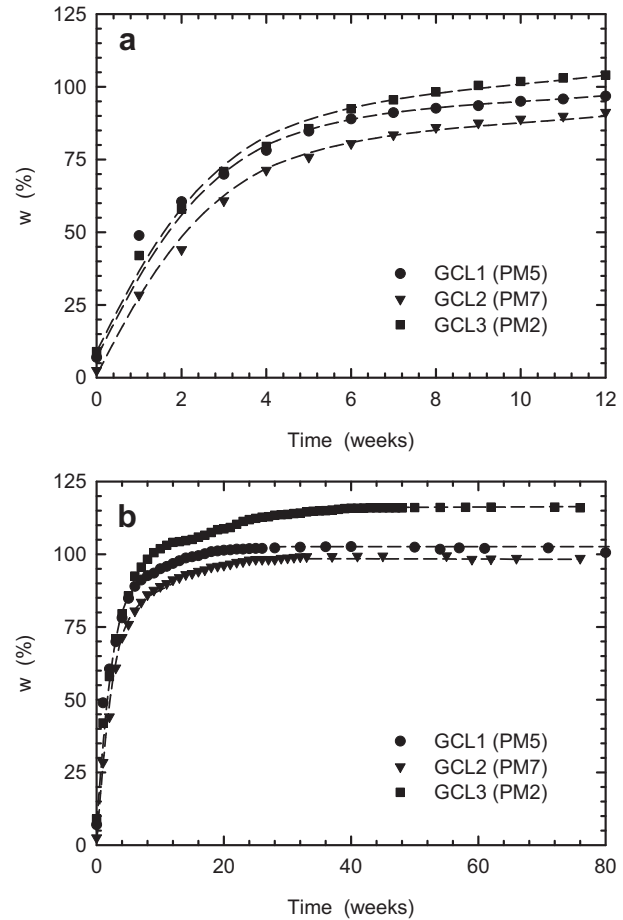 125
a
100
75
w (%)
50
GCL1 (PM5)
GCL2 (PM7)
25
GCL3 (PM2)
0
0 2 4 6 8 10 12
Time (weeks)
125
b
100
75
w (%)
50
GCL1 (PM5)
GCL2 (PM7)
25
GCL3 (PM2)
0
0 20 40 60 80
Time (weeks)